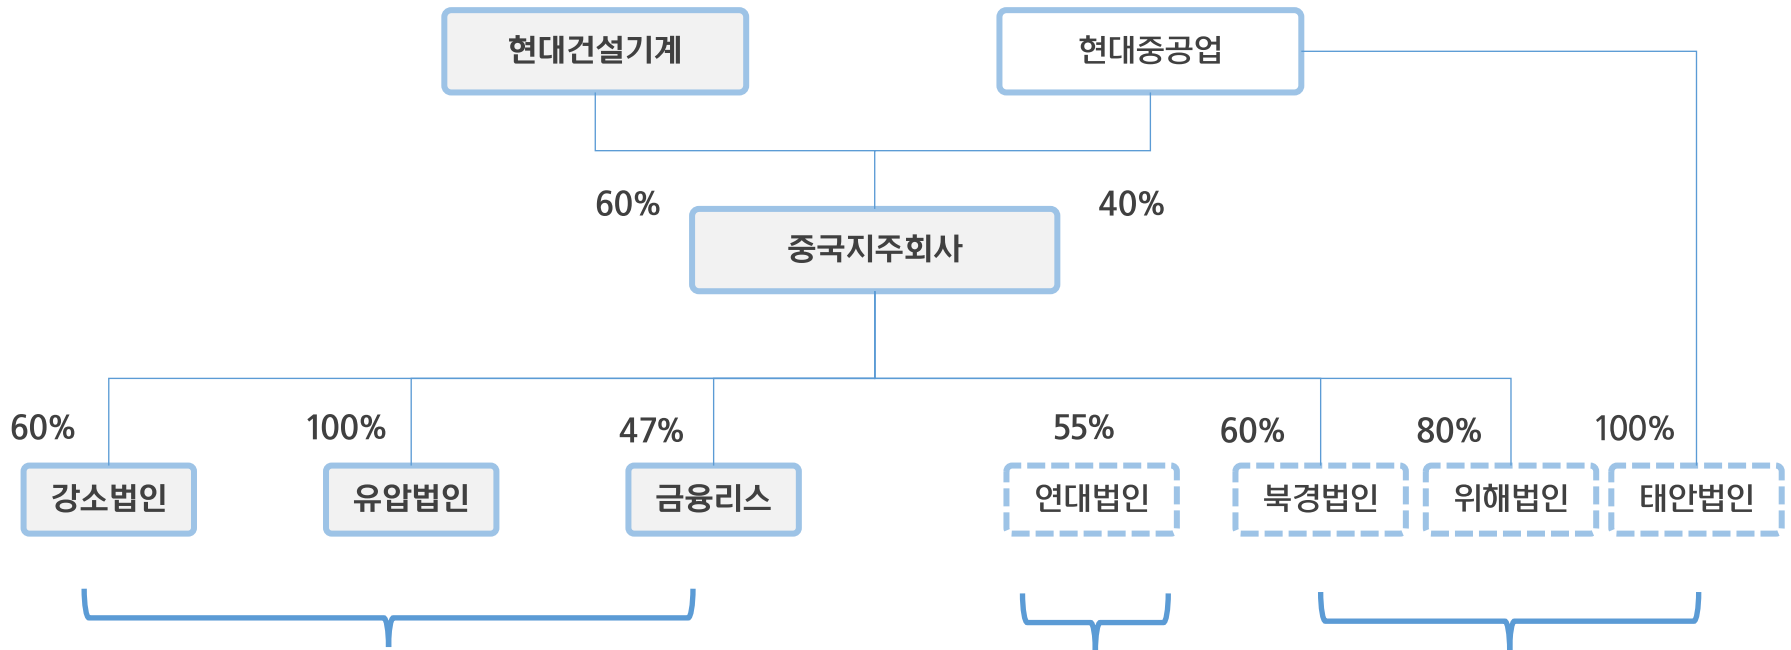 현대건설기계
현대중공업
60%
40%
중국지주회사
60%
100%
47%
55%
60%
80%
100%
강소법인
유압법인
금융리스
연대법인
북경법인
위해법인
태안법인